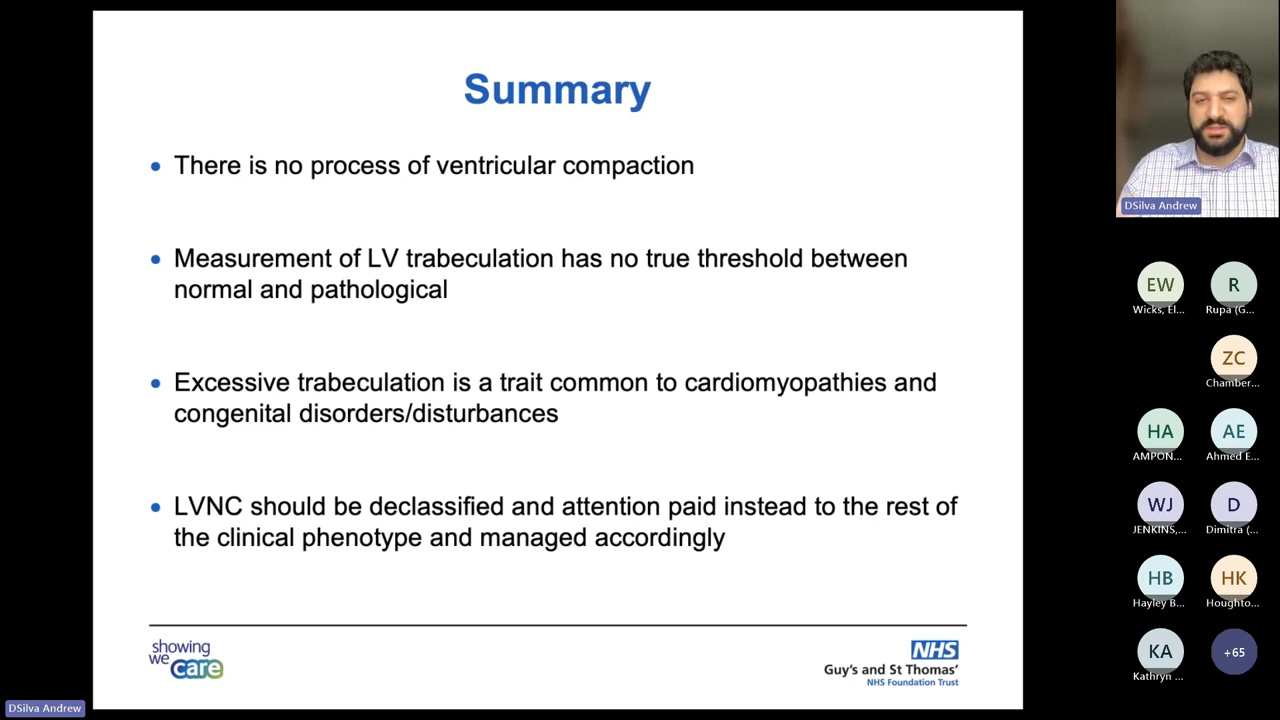 Summary
• There is no process of ventricular compaction
• Measurement of LV trabeculation has no true threshold between
normal and pathological
• Excessive trabeculation is a trait common to cardiomyopathies and
congenital disorders/disturbances
• LVNC should be declassified and attention paid instead to the rest of
the clinical phenotype and managed accordingly
showing
we care
NHS
Guy's and St Thomas'
NHS Foundation Trust
DSilva Andrew
DSilva Andrew
EW
Wicks, El...
R
Rupa (G...
ZC
Chamber...
HA
AMPON...
AE
Ahmed E...
WJ
JENKINS,...
D
Dimitra (...
HB
Hayley B...
HK
Houghto...
KA
Kathryn ...
+65